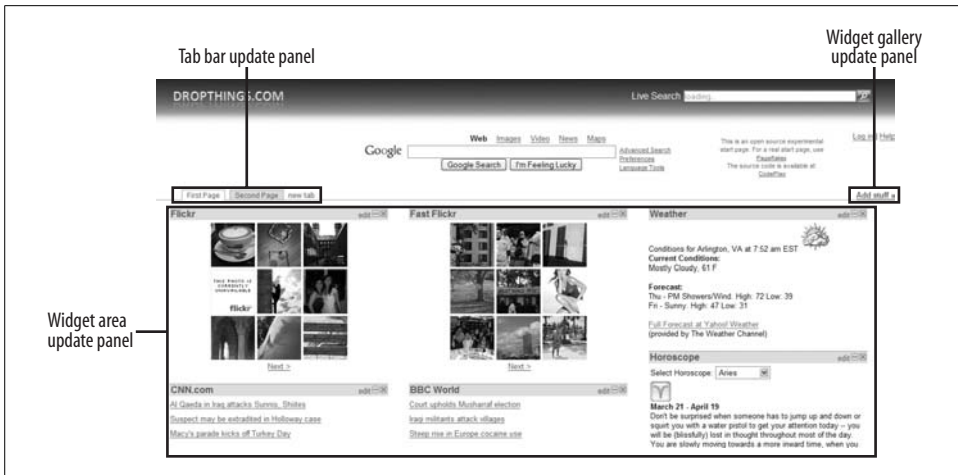 Tab bar update panel
Widget gallery
update panel
DROPTHINGS.COM
Live Search loading...
Log in Help
Web Images Video News Maps
Google
Advanced Search
Preferences
Language Tools
Google Search I'm Feeling Lucky
This is an open source experimental
start page. For a real start page, use
Pageflakes
The source code is available at
CodePlex
First Page Second Page new tab
Add stuff
Flickr edit
Fast Flickr edit
Weather edit
THIS PHOTO IS
CURRENTLY
UNAVAILABLE
flickr
Next >
Next >
Conditions for Arlington, VA at 7:52 am EST
Current Conditions:
Mostly Cloudy, 61 F
Forecast:
Thu - PM Showers/Wind. High: 72 Low: 39
Fri - Sunny. High: 47 Low: 31
Full Forecast at Yahoo! Weather
(provided by The Weather Channel)
Widget area
update panel
Horoscope edit
Select Horoscope: Aries
March 21 - April 19
Don't be surprised when someone has to jump up and down or
squirt you with a water pistol to get your attention today -- you
will be (blissfully) lost in thought throughout most of the day.
You are slowly moving towards a more inward time, when you
CNN.com edit
Al Qaeda in Iraq attacks Sunnis, Shiites
Suspect may be extradited in Holloway case
Macy's parade kicks off Turkey Day
BBC World edit
Court upholds Musharraf election
Iraqi militants attack villages
Steep rise in Europe cocaine use